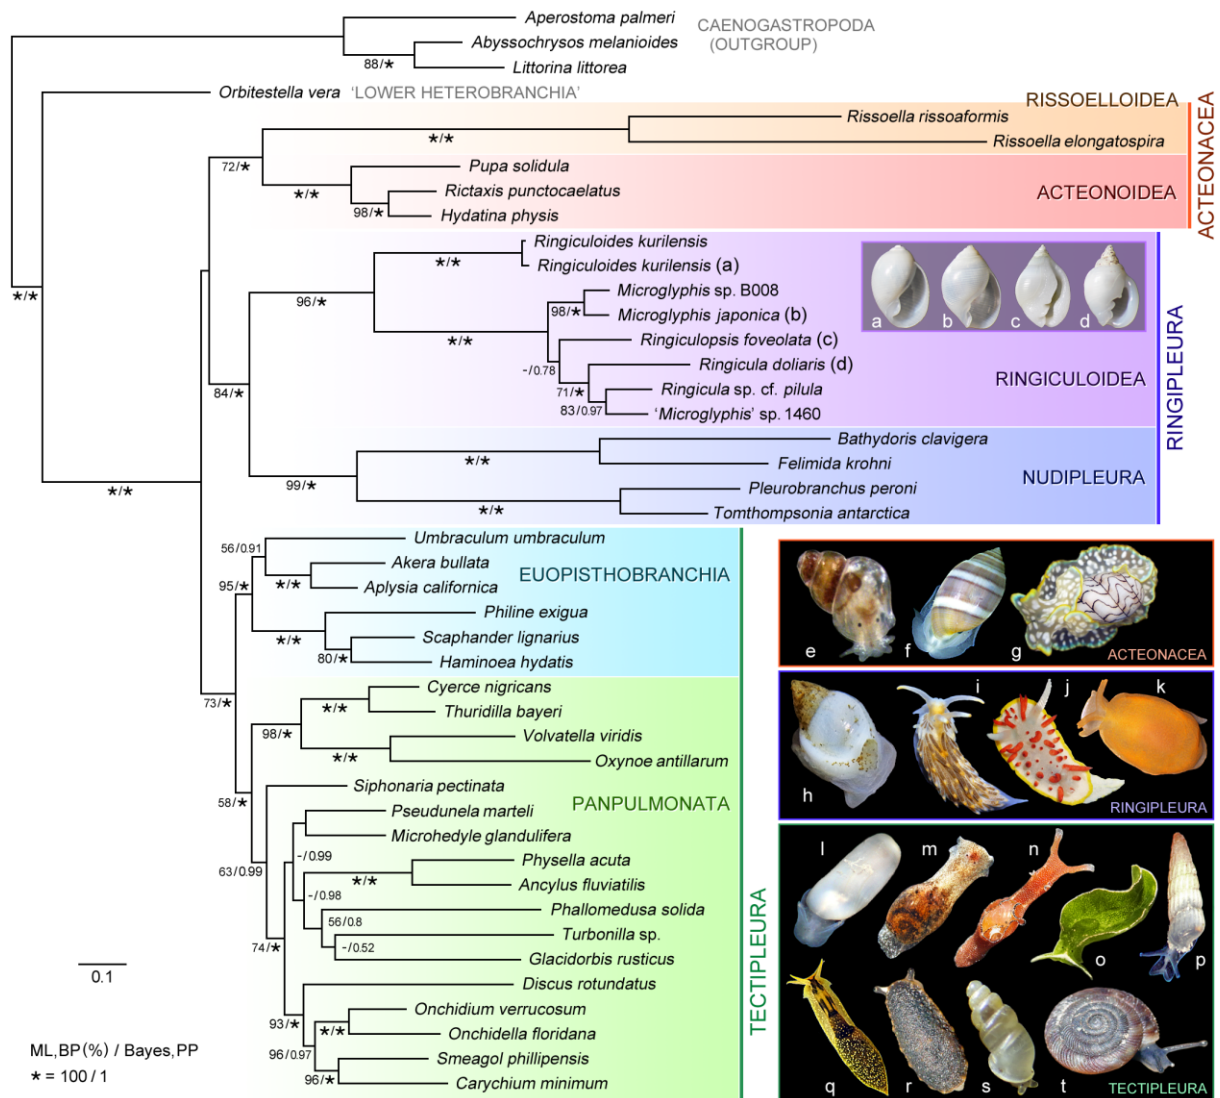 Aperostoma palmeri
CAENOGASTROPODA
(OUTGROUP)
Abyssochrysos melanioides
88/*
Littorina littorea
Orbitestella vera 'LOWER HETEROBRANCHIA'
RISSOELLOIDEA
Rissoella rissoaformis
*/*
Rissoella elongatospira
72/*
ACTEONACEA
Pupa solidula
*/*
Rictaxis punctocaelatus
ACTEONOIDEA
98/*
Hydatina physis
Ringiculoides kurilensis
*/*
Ringiculoides kurilensis (a)
*/*
96/*
Microglyphis sp. B008
98/*
Microglyphis japonica (b)
a b c d
*/*
Ringiculopsis foveolata (c)
-/0.78
Ringicula doliaris (d)
RINGICULOIDEA
71/*
84/*
Ringicula sp. cf. pilula
83/0.97
'Microglyphis' sp. 1460
RINGIPLEURA
Bathydoris clavigera
*/*
Felimida krohni
NUDIPLEURA
99/*
Pleurobranchus peroni
*/*
*/*
Tomthompsonia antarctica
Umbraculum umbraculum
56/0.91
Akera bullata
EUOPISTHOBRANCHIA
95/*
*/*
Aplysia californica
Philine exigua
*/*
Scaphander lignarius
80/*
Haminoea hydatis
e f g
ACTEONACEA
Cyerce nigricans
*/*
73/*
Thuridilla bayeri
98/*
Volvatella viridis
*/*
Oxynoe antillarum
h i j k
RINGIPLEURA
Siphonaria pectinata
58/*
PANPULMONATA
Pseudunela marteli
Microhedyle glandulifera
-/0.99
63/0.99
Physella acuta
*/*
Ancylus fluviatilis
-/0.98
Phallomedusa solida
56/0.8
Turbonilla sp.
74/*
-/0.52
Glacidorbis rusticus
TECTIPLEURA
Discus rotundatus
0.1
93/*
Onchidium verrucosum
*/*
Onchidella floridana
96/0.97
Smeagol phillipensis
96/*
Carychium minimum
l m n o p
q r s t
TECTIPLEURA
ML,BP(%) / Bayes,PP
* = 100 / 1